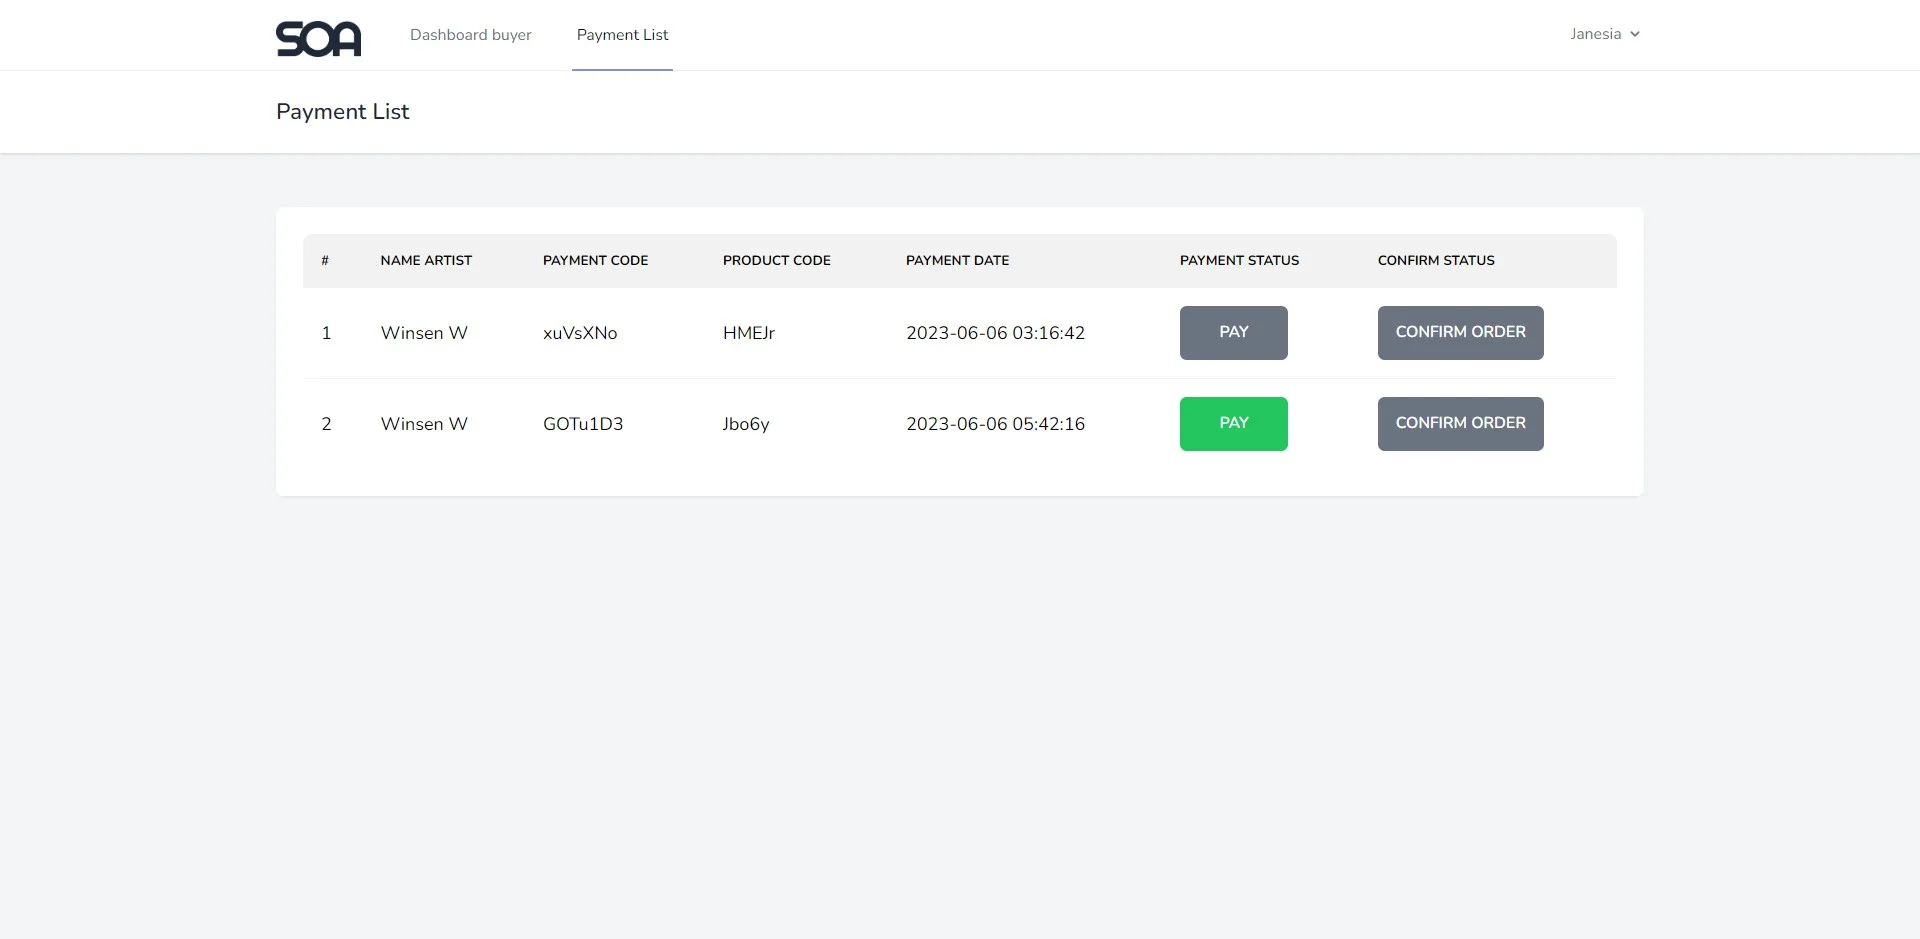 SOA
Dashboard buyer
Payment List
Janesia
Payment List
# NAME ARTIST PAYMENT CODE PRODUCT CODE PAYMENT DATE PAYMENT STATUS CONFIRM STATUS
1 Winsen W xuVsXNo HMEJr 2023-06-06 03:16:42 PAY CONFIRM ORDER
2 Winsen W GOTu1D3 Jbo6y 2023-06-06 05:42:16 PAY CONFIRM ORDER